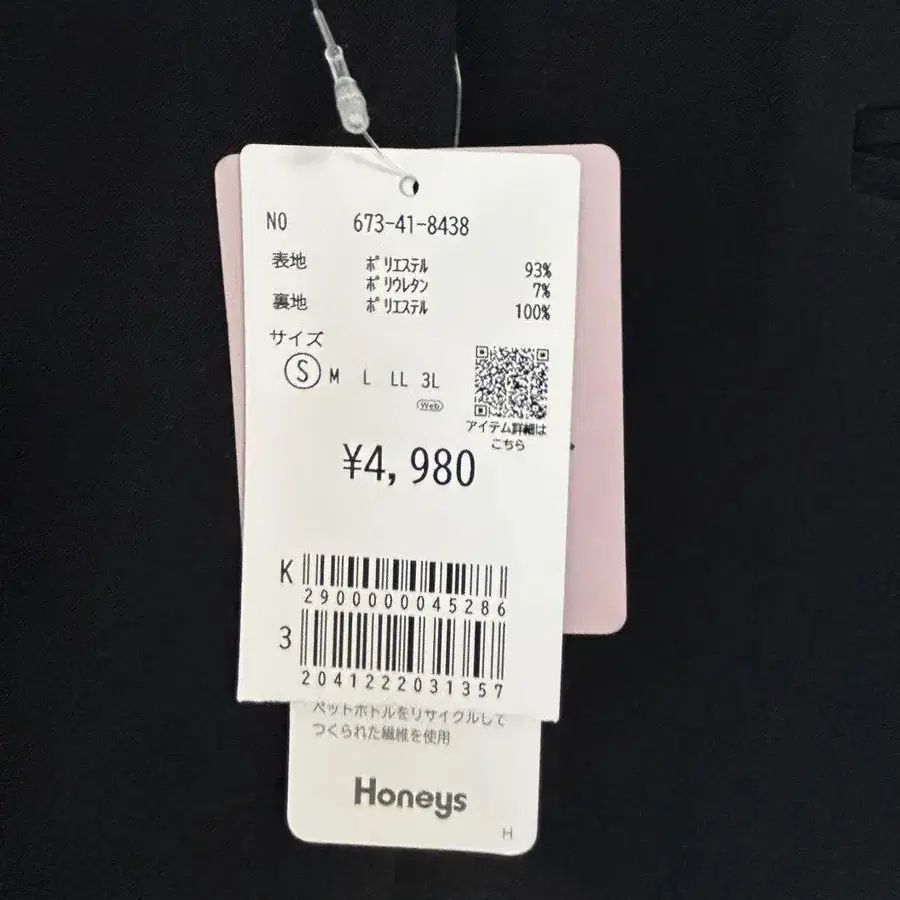 NO 673-41-8438
表地 ポリエステル 93%
ポリウレタン 7%
裏地 ポリエステル 100%
サイズ
S M L LL 3L
Web
アイテム詳細は
こちら
¥4,980
K
2900000045286
3
2041222031357
ペットボトルをリサイクルして
つくられた繊維を使用
Honeys
H